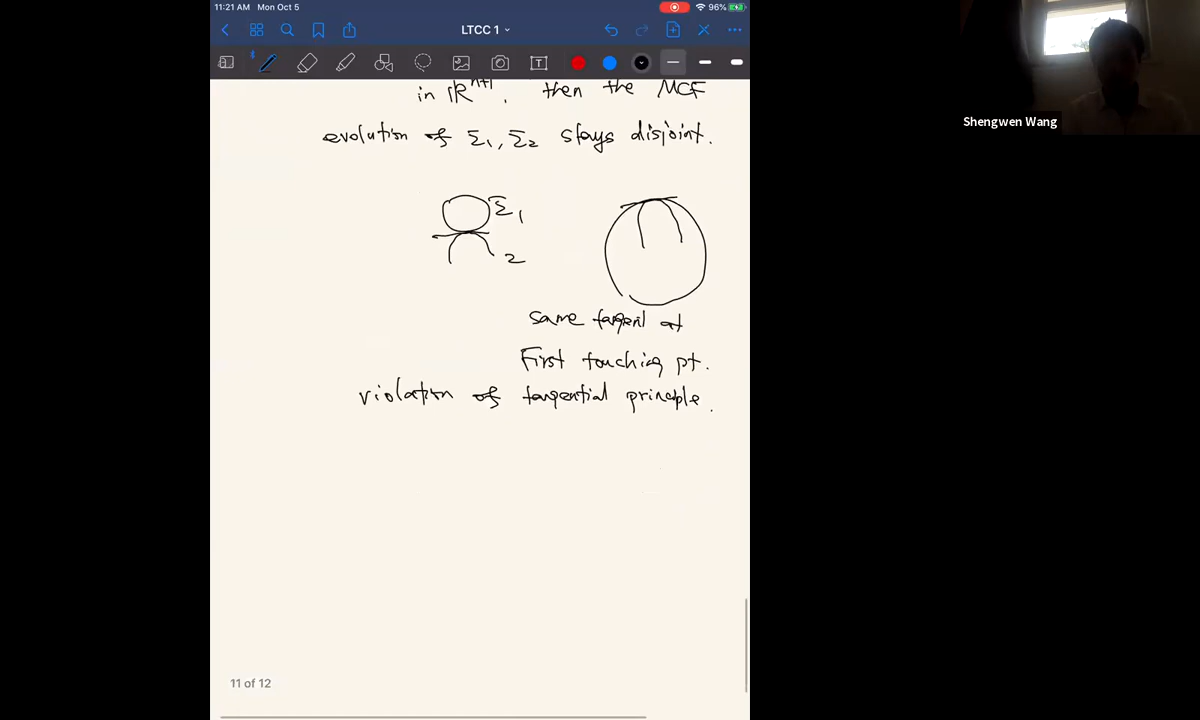 11:21 AM Mon Oct 5
96%
LTCC 1
T
in ℝⁿ⁺¹, then the MCF
evolution of Σ₁, Σ₂ stays disjoint.
Σ₁
2
same tangent at
First touching pt.
violation of tangential principle.
11 of 12
Shengwen Wang